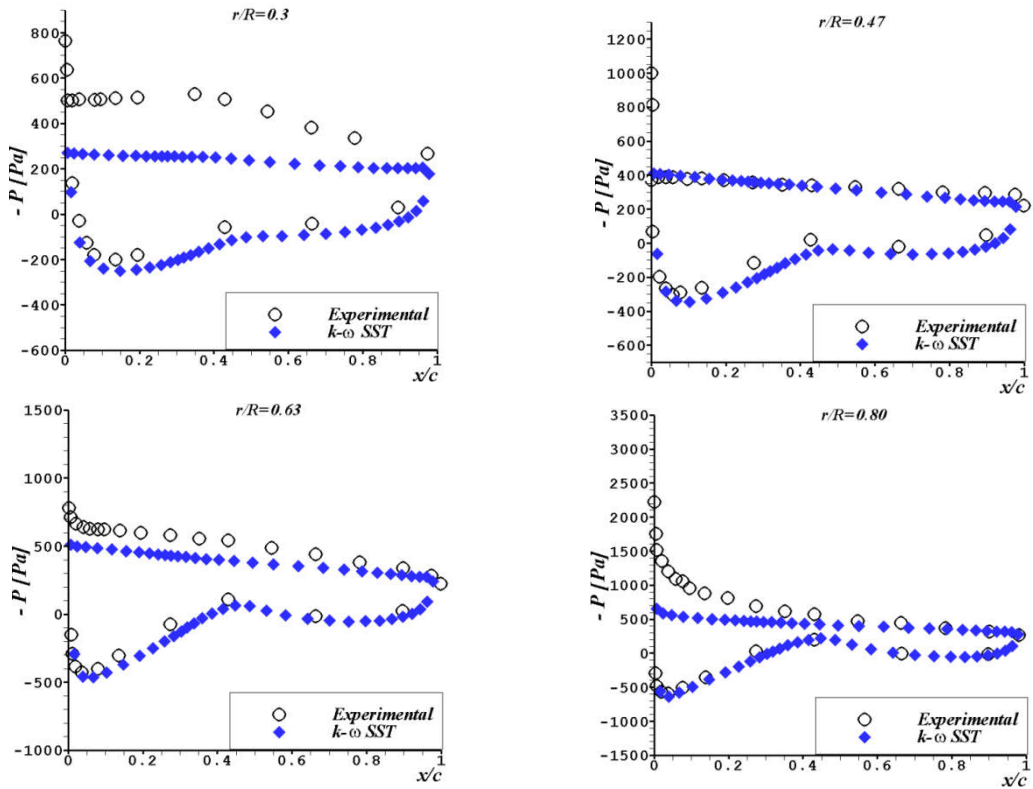 r/R=0.3
- P [Pa]
800
600
400
200
0
-200
-400
-600
0 0.2 0.4 0.6 0.8 1
x/c
Experimental
k-ω SST
r/R=0.47
- P [Pa]
1200
1000
800
600
400
200
0
-200
-400
-600
0 0.2 0.4 0.6 0.8 1
x/c
Experimental
k-ω SST
r/R=0.63
- P [Pa]
1500
1000
500
0
-500
-1000
0 0.2 0.4 0.6 0.8 1
x/c
Experimental
k-ω SST
r/R=0.80
- P [Pa]
3500
3000
2500
2000
1500
1000
500
0
-500
-1000
-1500
0 0.2 0.4 0.6 0.8 1
x/c
Experimental
k-ω SST